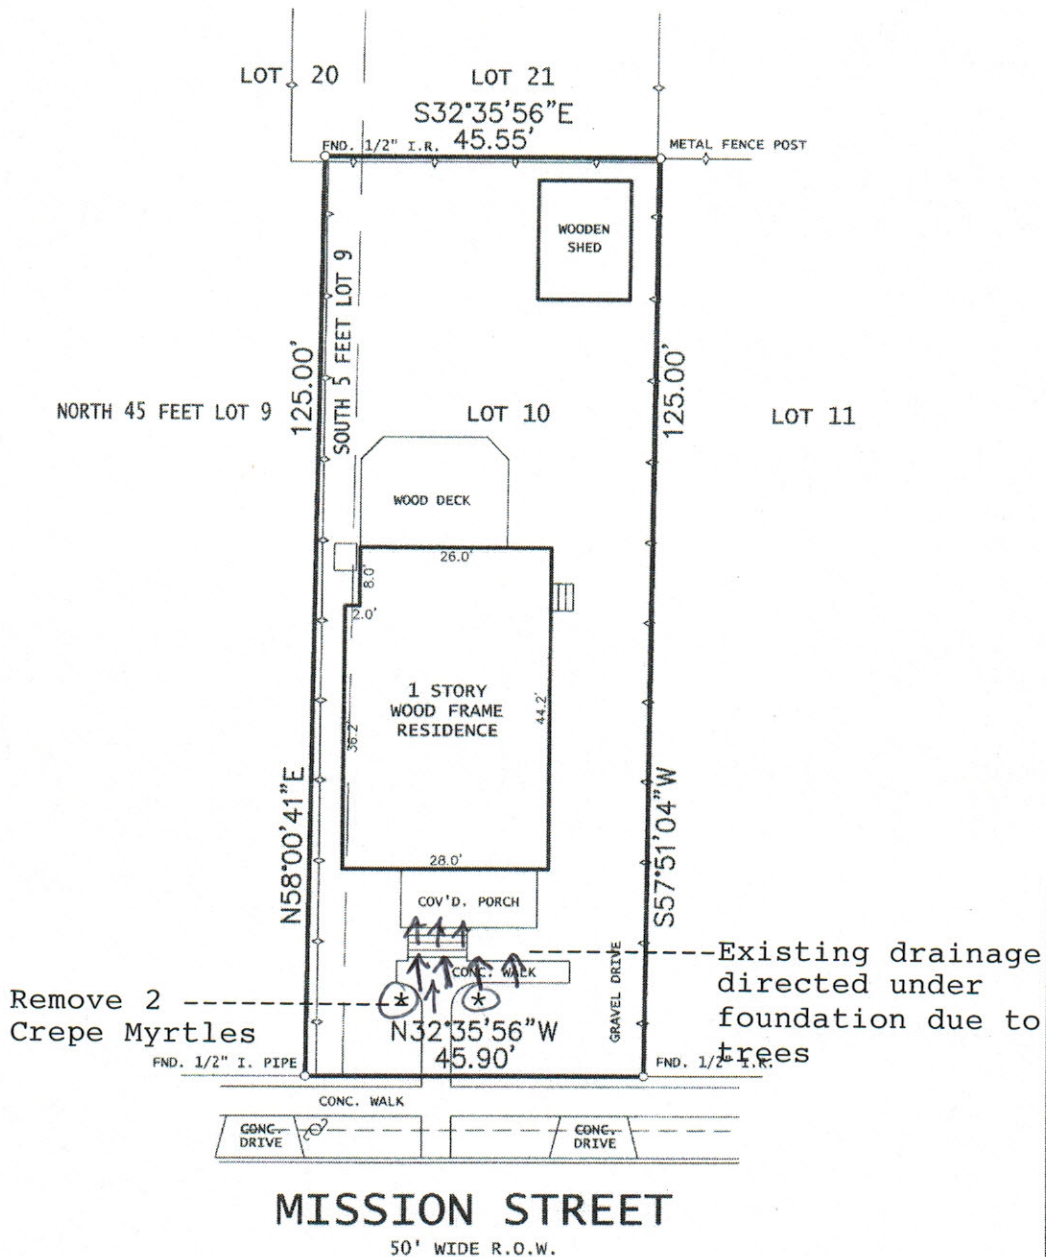 LOT 20
LOT 21
S32°35'56"E
45.55'
FND. 1/2" I.R.
METAL FENCE POST
WOODEN
SHED
SOUTH 5 FEET LOT 9
125.00'
125.00'
NORTH 45 FEET LOT 9
LOT 10
LOT 11
WOOD DECK
26.0'
8.0'
2.0'
1 STORY
WOOD FRAME
RESIDENCE
36.2'
44.2'
N58°00'41"E
S57°51'04"W
28.0'
COV'D. PORCH
CONC. WALK
GRAVEL DRIVE
Existing drainage
directed under
foundation due to
trees
Remove 2
Crepe Myrtles
* *
N32°35'56"W
45.90'
FND. 1/2" I. PIPE
FND. 1/2" I.R.
CONC. WALK
CONC.
DRIVE
CONC.
DRIVE
MISSION STREET
50' WIDE R.O.W.